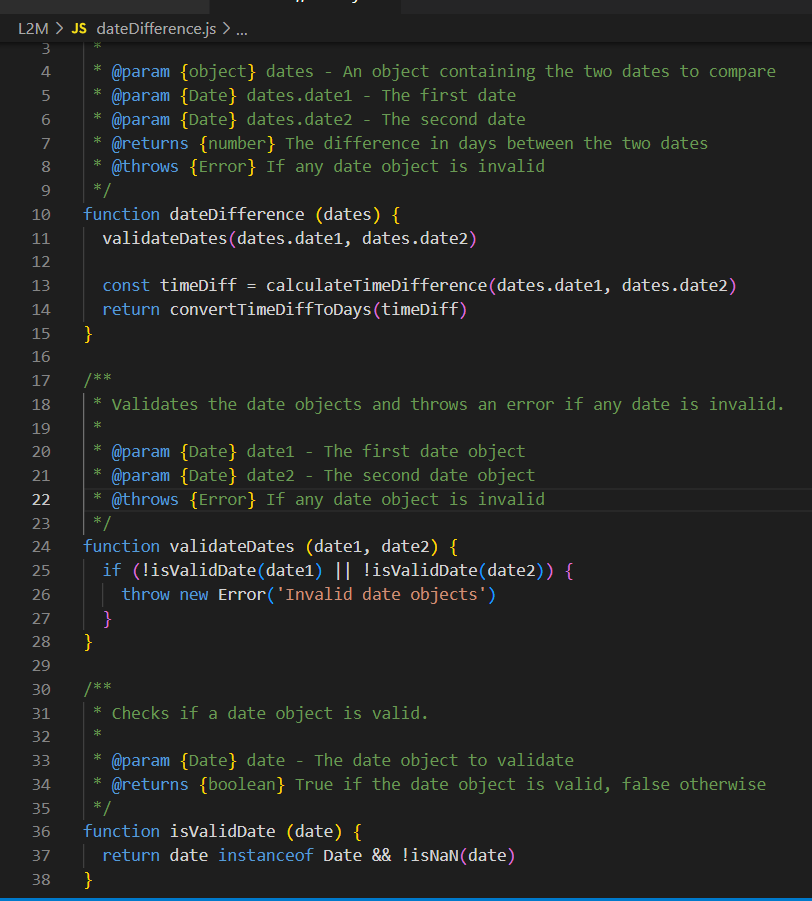 L2M > JS dateDifference.js > ...
3 *
4 * @param {object} dates - An object containing the two dates to compare
5 * @param {Date} dates.date1 - The first date
6 * @param {Date} dates.date2 - The second date
7 * @returns {number} The difference in days between the two dates
8 * @throws {Error} If any date object is invalid
9 */
10 function dateDifference (dates) {
11 validateDates(dates.date1, dates.date2)
12
13 const timeDiff = calculateTimeDifference(dates.date1, dates.date2)
14 return convertTimeDiffToDays(timeDiff)
15 }
16
17 /**
18 * Validates the date objects and throws an error if any date is invalid.
19 *
20 * @param {Date} date1 - The first date object
21 * @param {Date} date2 - The second date object
22 * @throws {Error} If any date object is invalid
23 */
24 function validateDates (date1, date2) {
25 if (!isValidDate(date1) || !isValidDate(date2)) {
26 throw new Error('Invalid date objects')
27 }
28 }
29
30 /**
31 * Checks if a date object is valid.
32 *
33 * @param {Date} date - The date object to validate
34 * @returns {boolean} True if the date object is valid, false otherwise
35 */
36 function isValidDate (date) {
37 return date instanceof Date && !isNaN(date)
38 }